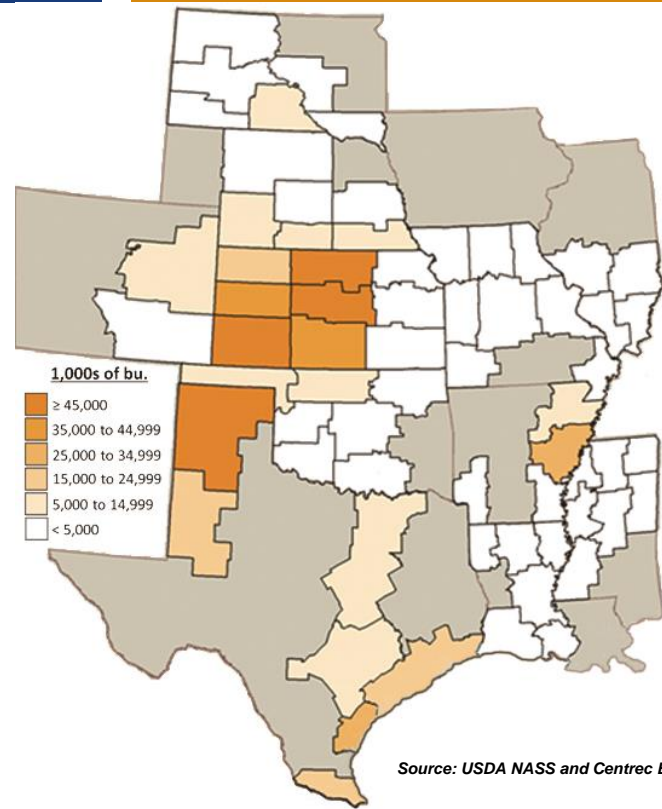 1,000s of bu.
≥ 45,000
35,000 to 44,999
25,000 to 34,999
15,000 to 24,999
5,000 to 14,999
< 5,000
Source: USDA NASS and Centrec